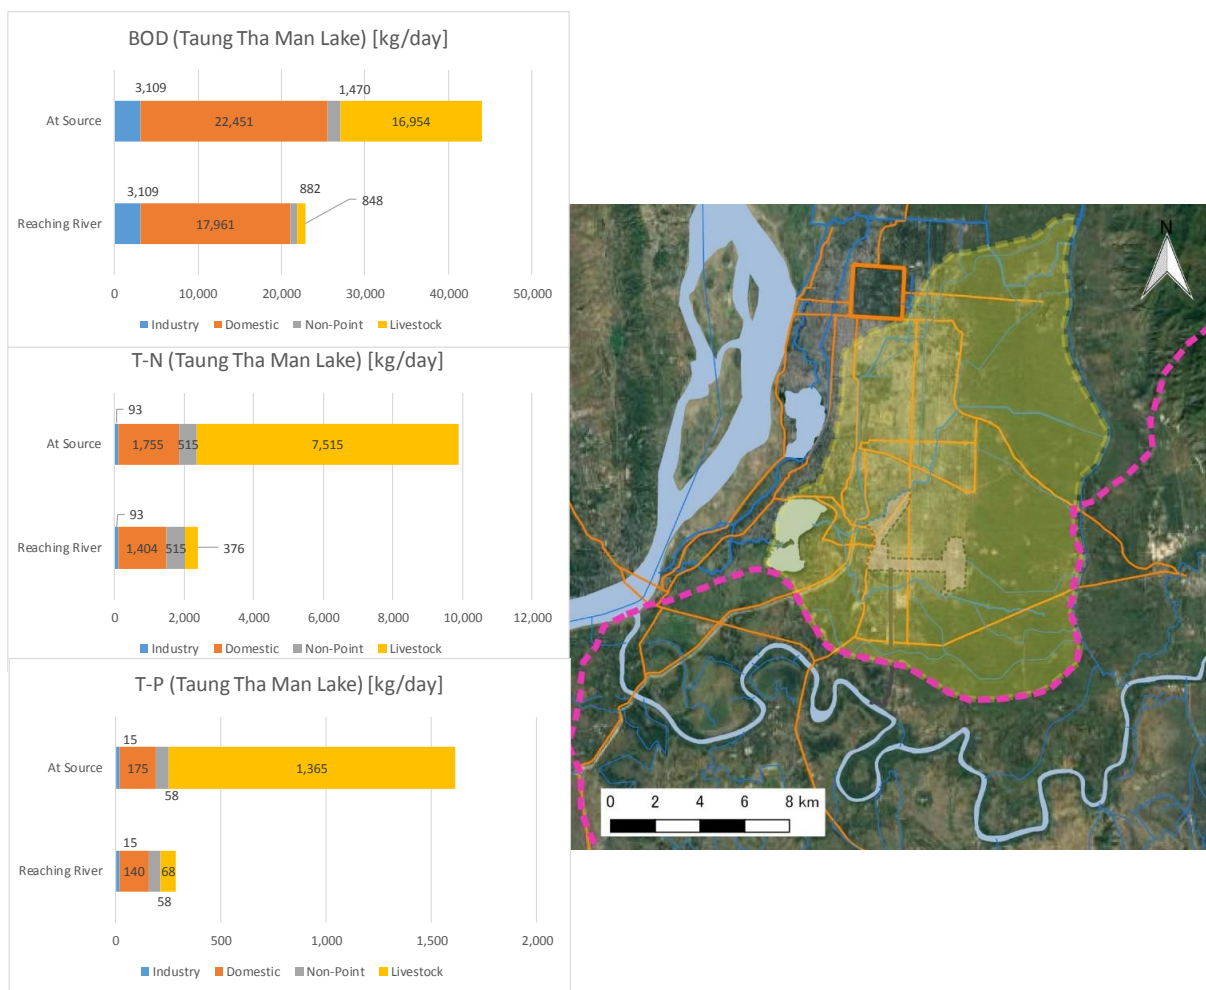 BOD (Taung Tha Man Lake) [kg/day]
3,109
1,470
At Source
22,451
16,954
3,109
882
848
Reaching River
17,961
0
10,000
20,000
30,000
40,000
50,000
Industry
Domestic
Non-Point
Livestock
T-N (Taung Tha Man Lake) [kg/day]
93
At Source
1,755
515
7,515
93
Reaching River
1,404
515
376
0
2,000
4,000
6,000
8,000
10,000
12,000
Industry
Domestic
Non-Point
Livestock
T-P (Taung Tha Man Lake) [kg/day]
15
At Source
175
1,365
58
15
Reaching River
140
68
58
0
500
1,000
1,500
2,000
Industry
Domestic
Non-Point
Livestock
N
0 2 4 6 8 km